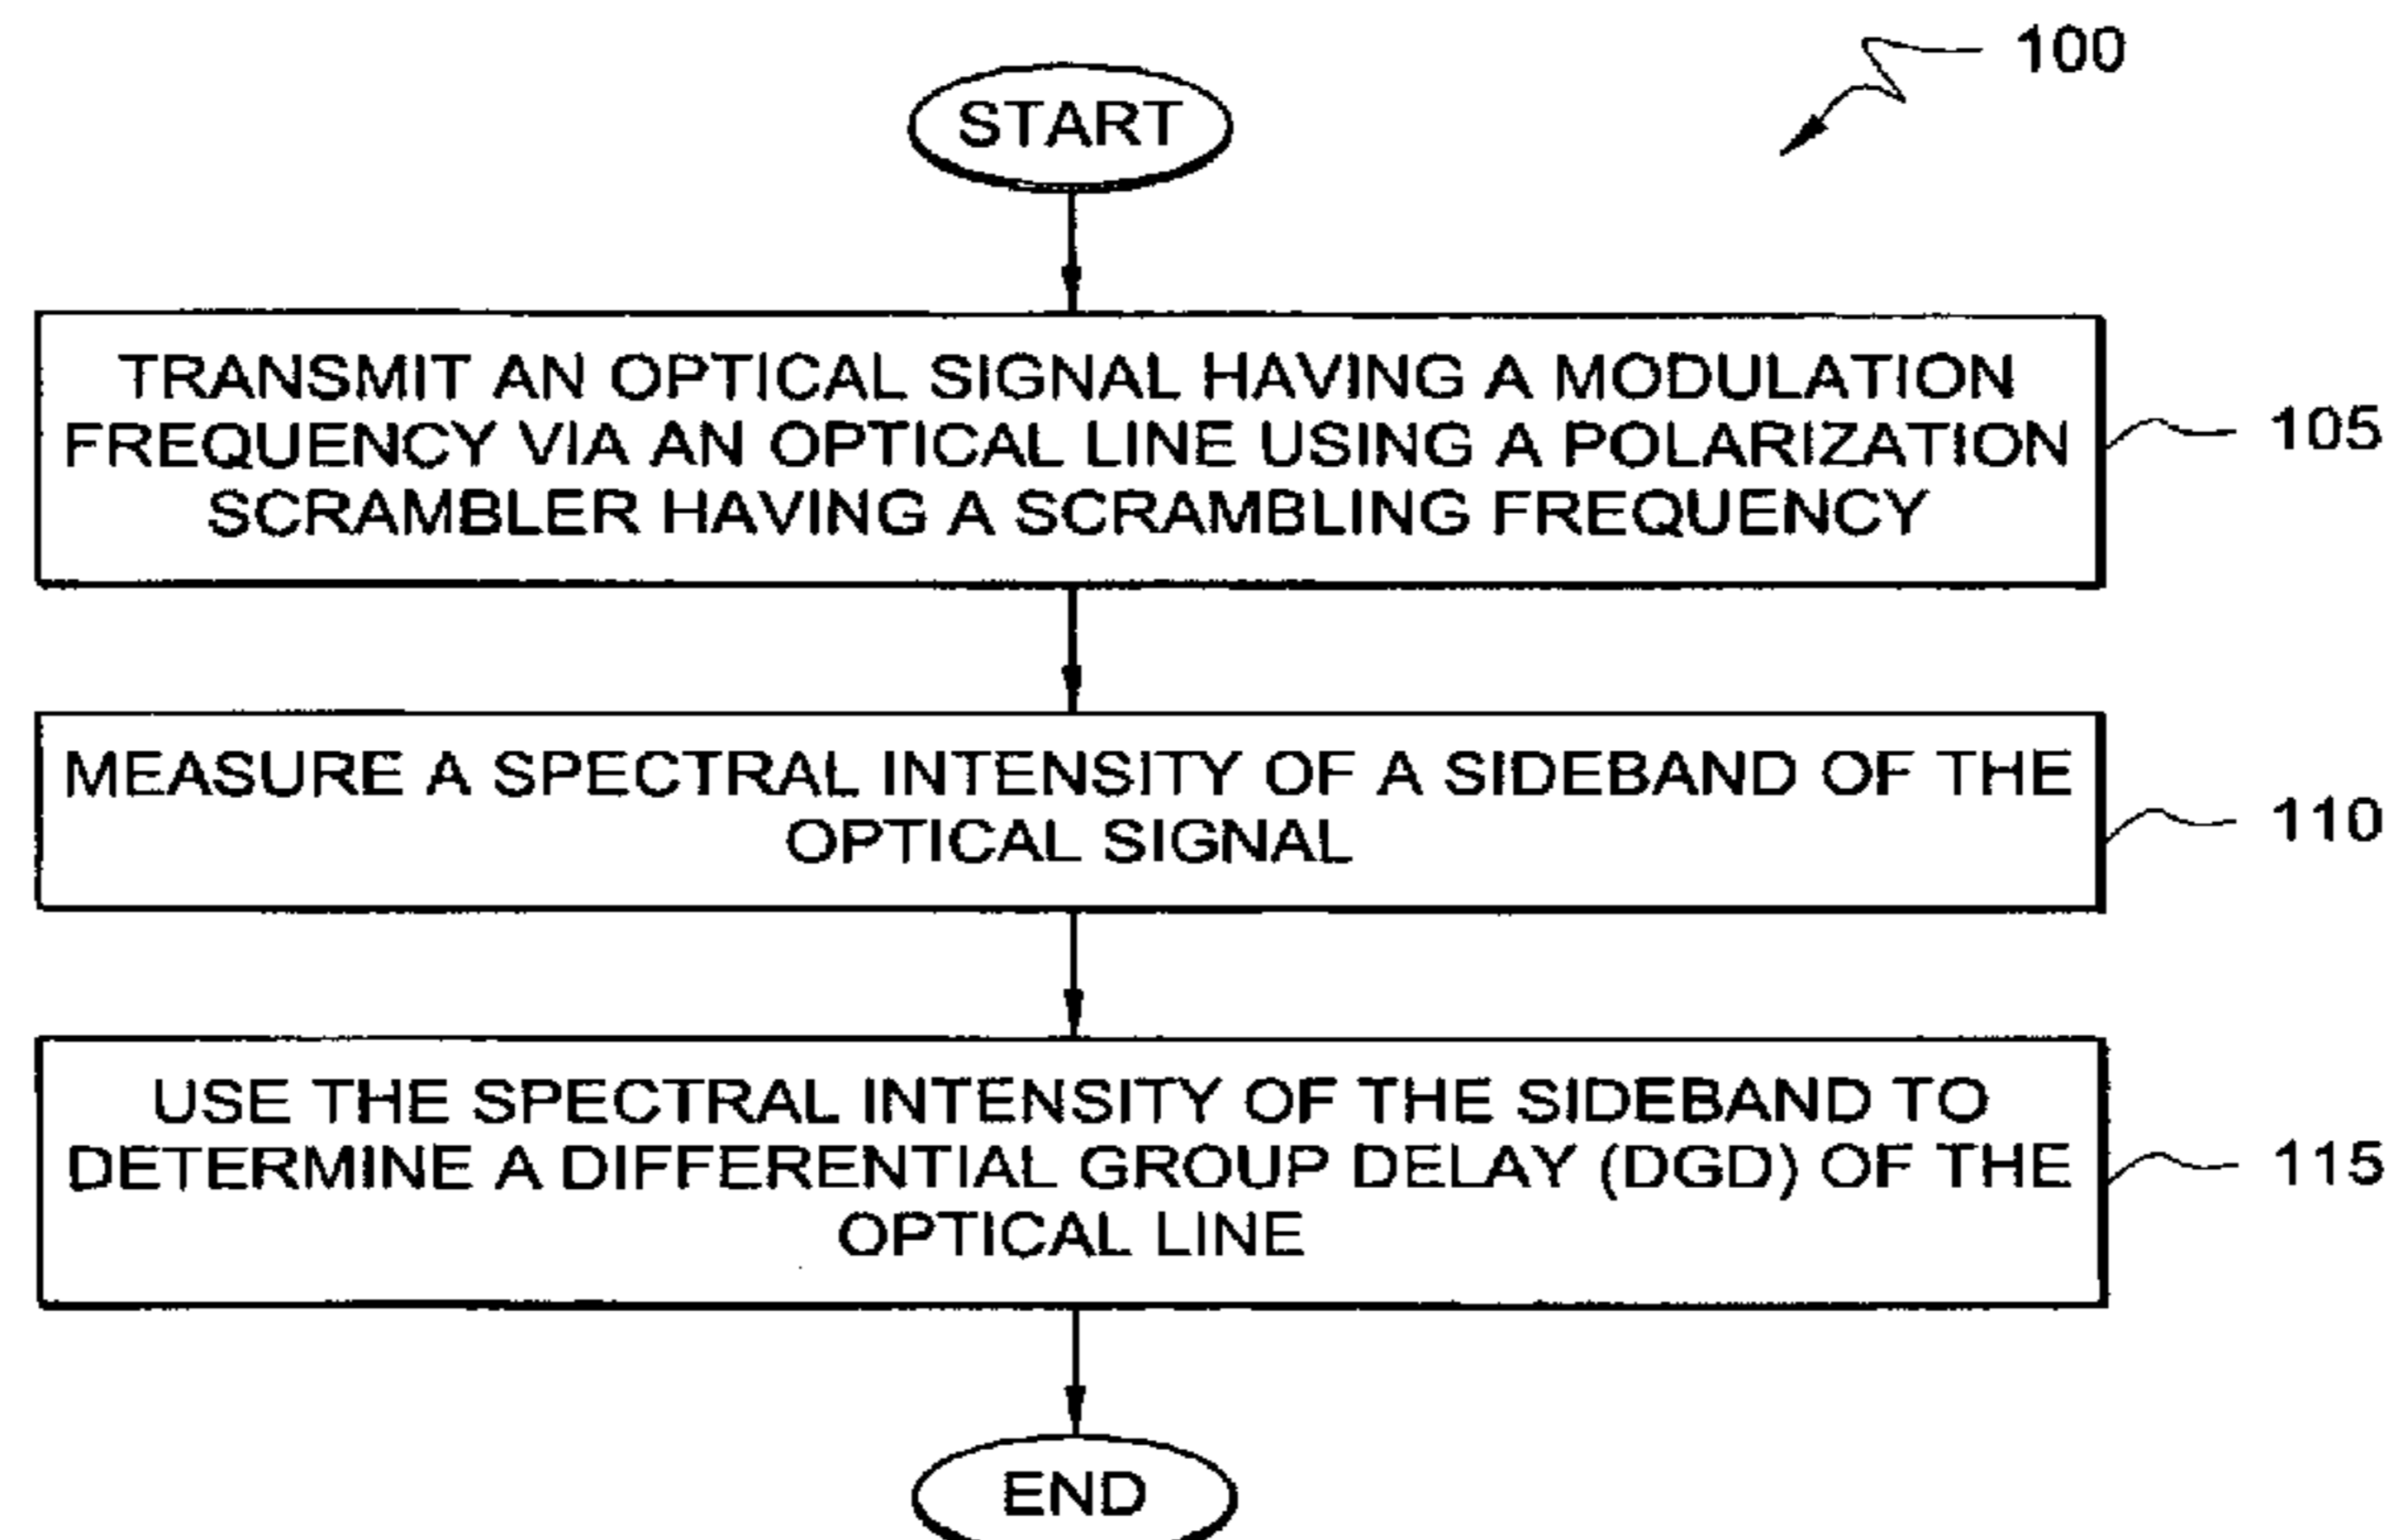 100
START
TRANSMIT AN OPTICAL SIGNAL HAVING A MODULATION
FREQUENCY VIA AN OPTICAL LINE USING A POLARIZATION
SCRAMBLER HAVING A SCRAMBLING FREQUENCY
105
MEASURE A SPECTRAL INTENSITY OF A SIDEBAND OF THE
OPTICAL SIGNAL
110
USE THE SPECTRAL INTENSITY OF THE SIDEBAND TO
DETERMINE A DIFFERENTIAL GROUP DELAY (DGD) OF THE
OPTICAL LINE
115
END